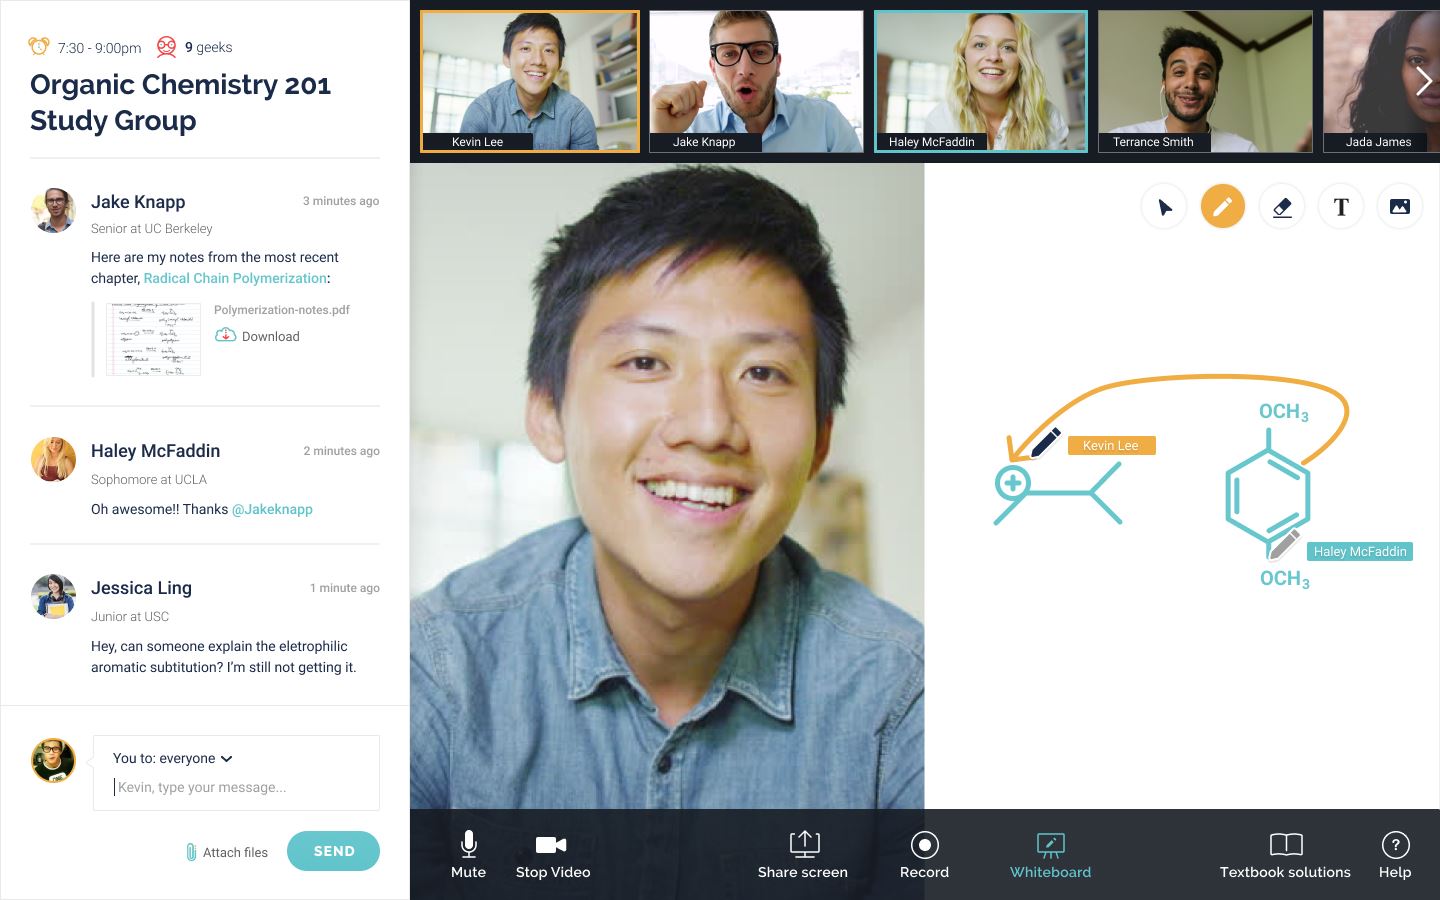 7:30 - 9:00pm
9 geeks
Organic Chemistry 201
Study Group
Jake Knapp
3 minutes ago
Senior at UC Berkeley
Here are my notes from the most recent
chapter, Radical Chain Polymerization:
Polymerization-notes.pdf
Download
Haley McFaddin
2 minutes ago
Sophomore at UCLA
Oh awesome!! Thanks @Jakeknapp
Jessica Ling
1 minute ago
Junior at USC
Hey, can someone explain the eletrophilic
aromatic subtitution? I'm still not getting it.
You to: everyone
Kevin, type your message...
Attach files
SEND
Kevin Lee
Jake Knapp
Haley McFaddin
Terrance Smith
Jada James
T
OCH3
Kevin Lee
Haley McFaddin
OCH3
Mute
Stop Video
Share screen
Record
Whiteboard
Textbook solutions
Help